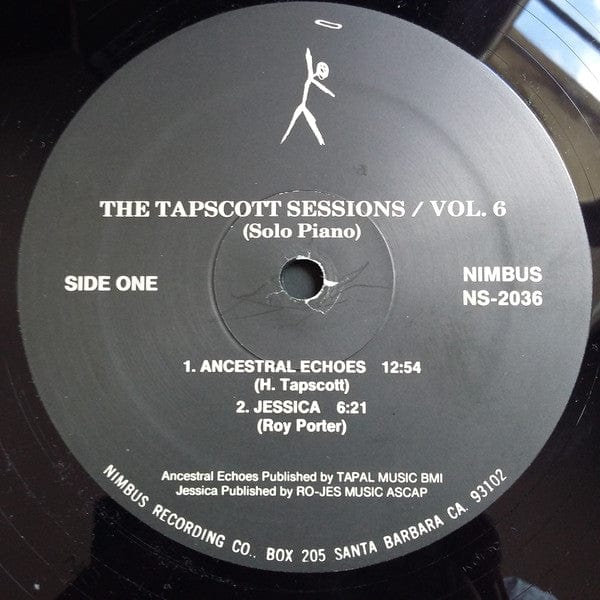 THE TAPSCOTT SESSIONS / VOL. 6
(Solo Piano)
SIDE ONE
NIMBUS
NS-2036
1. ANCESTRAL ECHOES 12:54
(H. Tapscott)
2. JESSICA 6:21
(Roy Porter)
Ancestral Echoes Published by TAPAL MUSIC BMI
Jessica Published by RO-JES MUSIC ASCAP
NIMBUS RECORDING CO., BOX 205 SANTA BARBARA CA. 93102